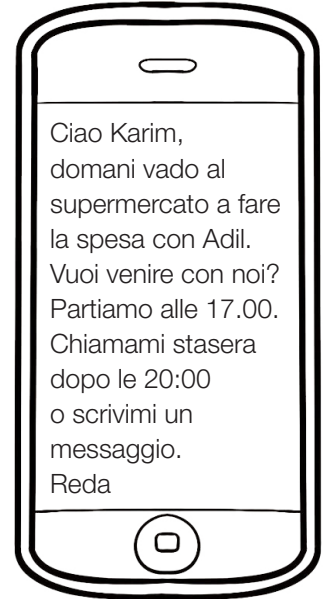 Ciao Karim,
domani vado al
supermercato a fare
la spesa con Adil.
Vuoi venire con noi?
Partiamo alle 17.00.
Chiamami stasera
dopo le 20:00
o scrivimi un
messaggio.
Reda